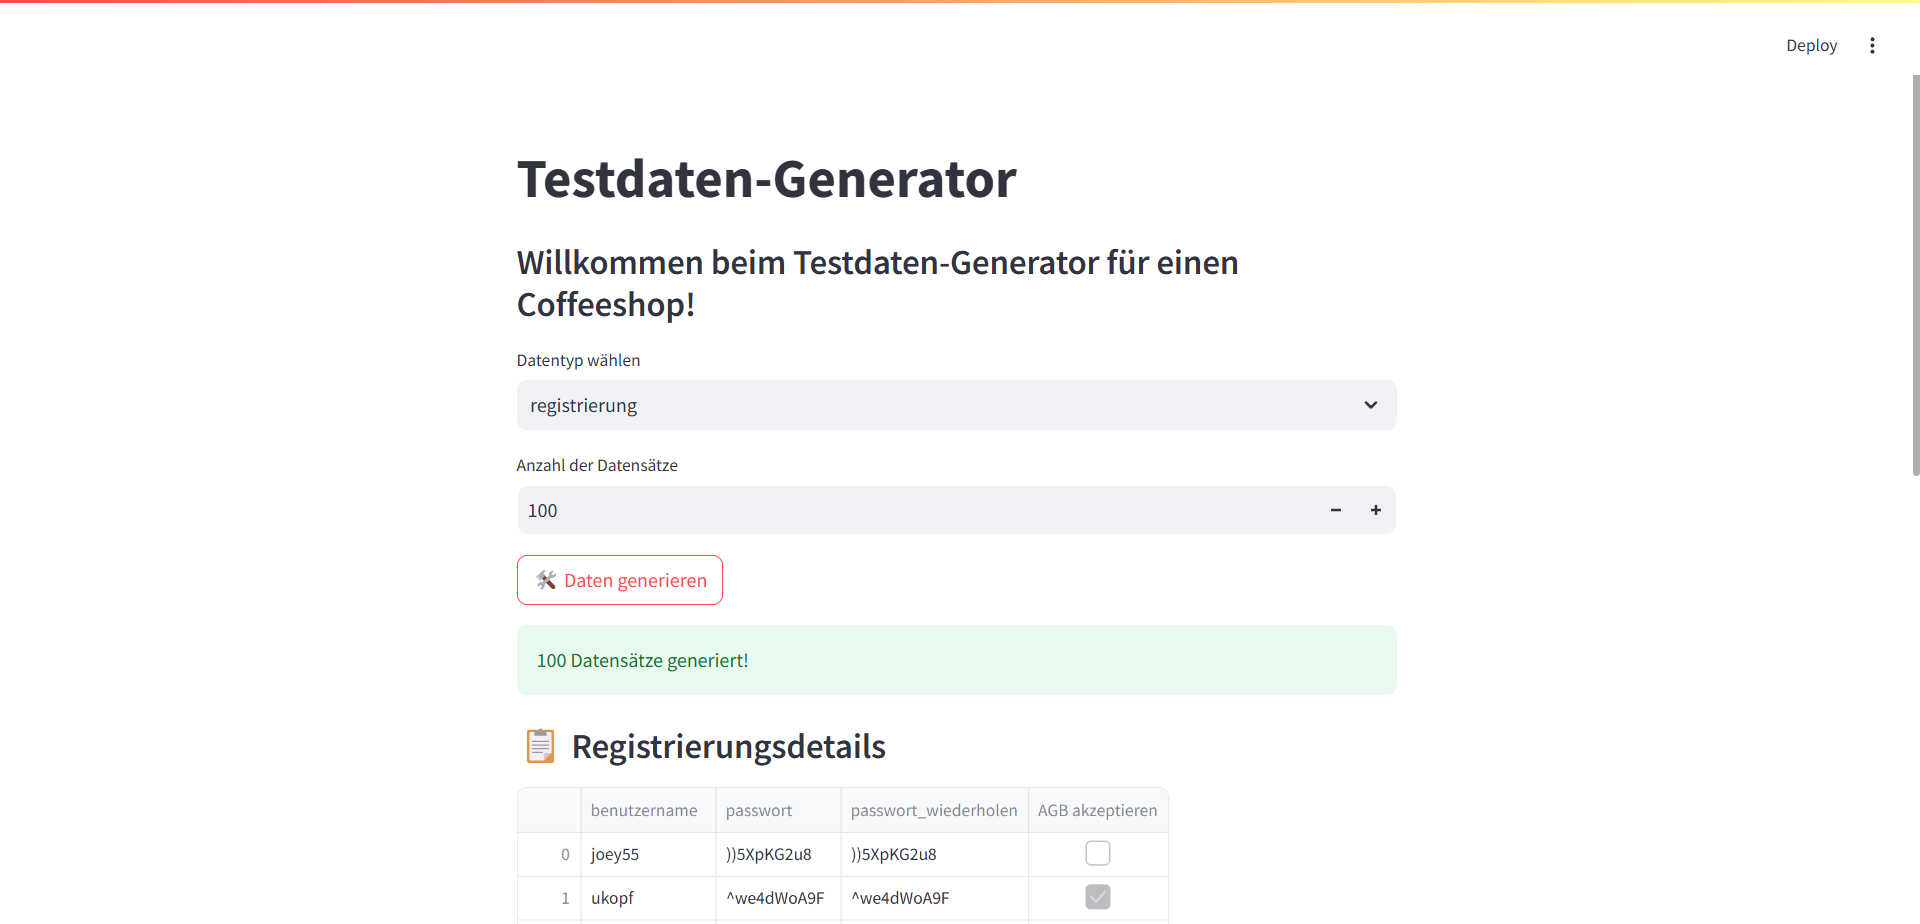 Deploy
Testdaten-Generator
Willkommen beim Testdaten-Generator für einen
Coffeeshop!
Datentyp wählen
registrierung
Anzahl der Datensätze
100
Daten generieren
100 Datensätze generiert!
Registrierungsdetails
benutzername passwort passwort_wiederholen AGB akzeptieren
0 joey55 ))5XpKG2u8 ))5XpKG2u8
1 ukopf ^we4dWoA9F ^we4dWoA9F